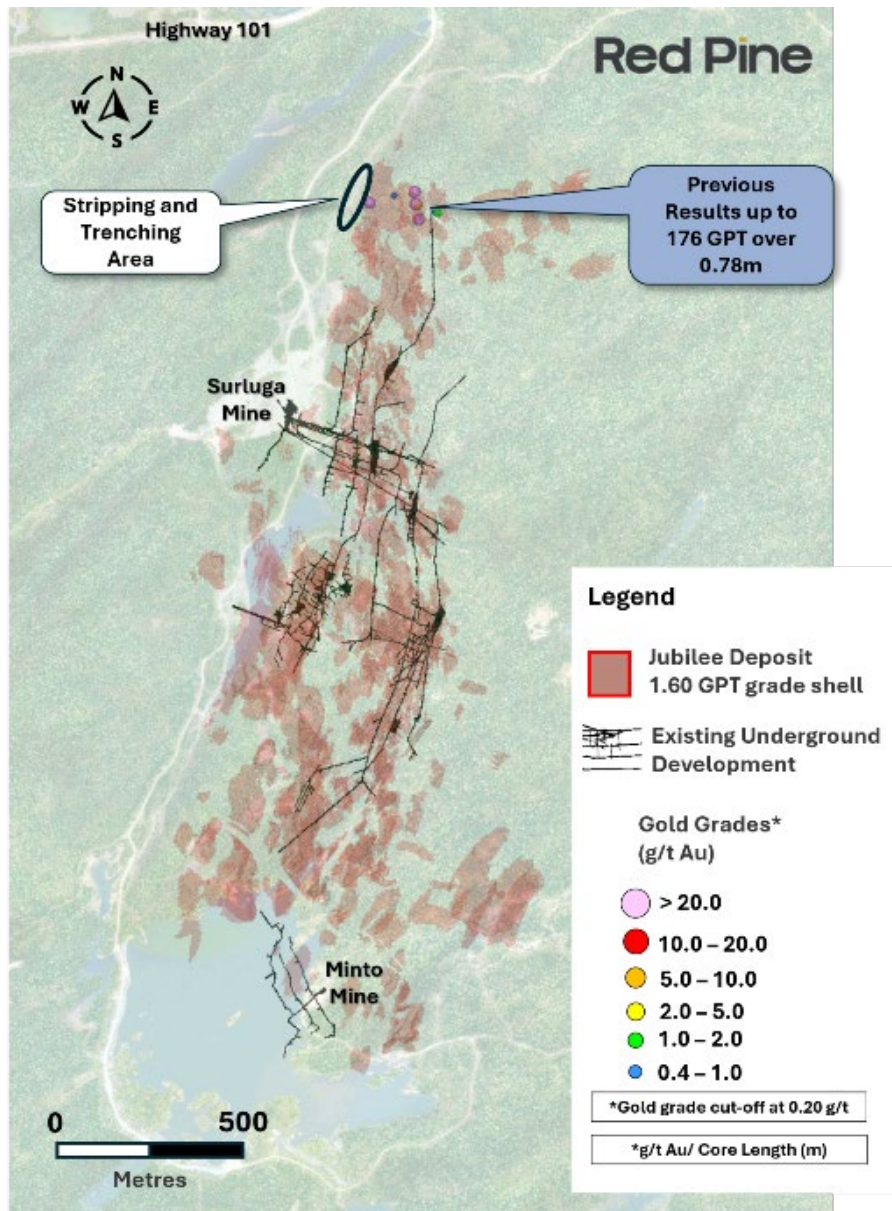 Highway 101
Red Pine
N
W E
S
Stripping and
Trenching
Area
Previous
Results up to
176 GPT over
0.78m
Surluga
Mine
Legend
Jubilee Deposit
1.60 GPT grade shell
Existing Underground
Development
Gold Grades*
(g/t Au)
> 20.0
10.0 – 20.0
5.0 – 10.0
2.0 – 5.0
1.0 – 2.0
0.4 – 1.0
*Gold grade cut-off at 0.20 g/t
*g/t Au/ Core Length (m)
Minto
Mine
0 500
Metres